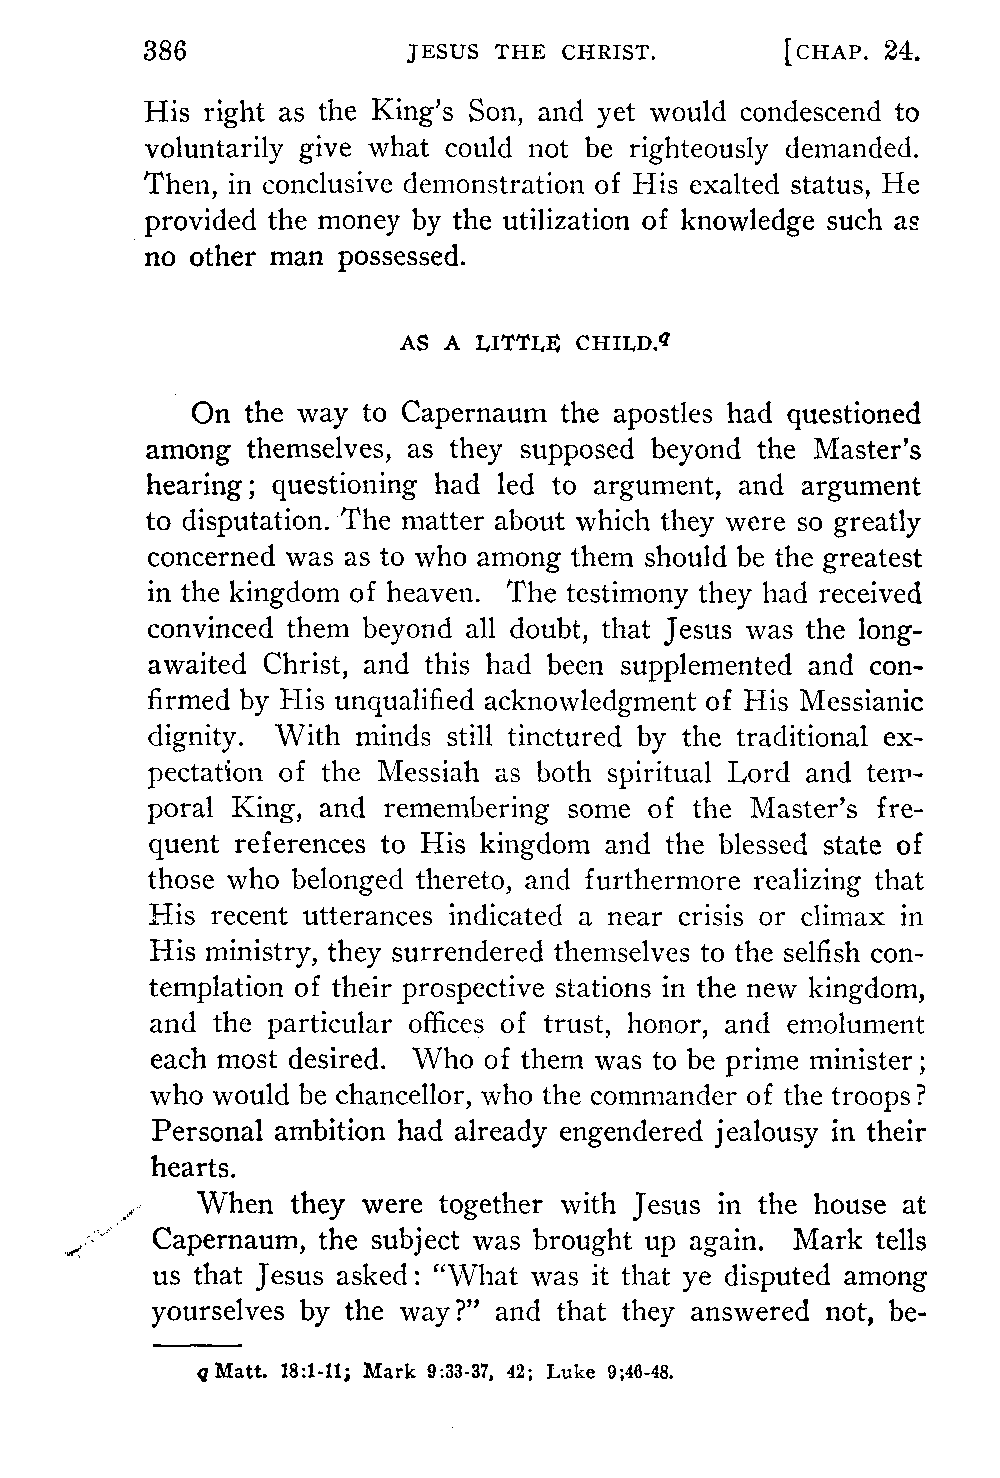 386 JESUS THE CHRIST. [CHAP. 24.
His right as the King's Son, and yet would condescend to
voluntarily give what could not be righteously demanded.
Then, in conclusive demonstration of His exalted status, He
provided the money by the utilization of knowledge such as
no other man possessed.
AS A LITTLE CHILD.q
On the way to Capernaum the apostles had questioned
among themselves, as they supposed beyond the Master's
hearing; questioning had led to argument, and argument
to disputation. The matter about which they were so greatly
concerned was as to who among them should be the greatest
in the kingdom of heaven. The testimony they had received
convinced them beyond all doubt, that Jesus was the long-
awaited Christ, and this had been supplemented and con-
firmed by His unqualified acknowledgment of His Messianic
dignity. With minds still tinctured by the traditional ex-
pectation of the Messiah as both spiritual Lord and tem-
poral King, and remembering some of the Master's fre-
quent references to His kingdom and the blessed state of
those who belonged thereto, and furthermore realizing that
His recent utterances indicated a near crisis or climax in
His ministry, they surrendered themselves to the selfish con-
templation of their prospective stations in the new kingdom,
and the particular offices of trust, honor, and emolument
each most desired. Who of them was to be prime minister;
who would be chancellor, who the commander of the troops?
Personal ambition had already engendered jealousy in their
hearts.
When they were together with Jesus in the house at
Capernaum, the subject was brought up again. Mark tells
us that Jesus asked: "What was it that ye disputed among
yourselves by the way?" and that they answered not, be-
q Matt. 18:1-11; Mark 9:33-37, 42; Luke 9;46-48.